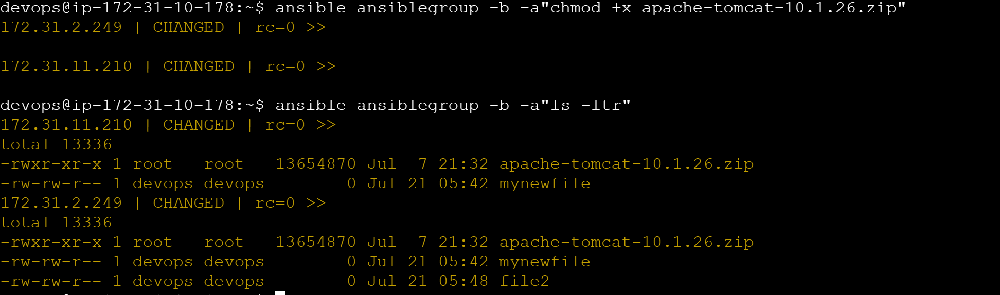 devops@ip-172-31-10-178:~$ ansible ansiblegroup -b -a"chmod +x apache-tomcat-10.1.26.zip"
172.31.2.249 | CHANGED | rc=0 >>
172.31.11.210 | CHANGED | rc=0 >>
devops@ip-172-31-10-178:~$ ansible ansiblegroup -b -a"ls -ltr"
172.31.11.210 | CHANGED | rc=0 >>
total 13336
-rwxr-xr-x 1 root   root   13654870 Jul  7 21:32 apache-tomcat-10.1.26.zip
-rw-rw-r-- 1 devops devops        0 Jul 21 05:42 mynewfile
172.31.2.249 | CHANGED | rc=0 >>
total 13336
-rwxr-xr-x 1 root   root   13654870 Jul  7 21:32 apache-tomcat-10.1.26.zip
-rw-rw-r-- 1 devops devops        0 Jul 21 05:42 mynewfile
-rw-rw-r-- 1 devops devops        0 Jul 21 05:48 file2